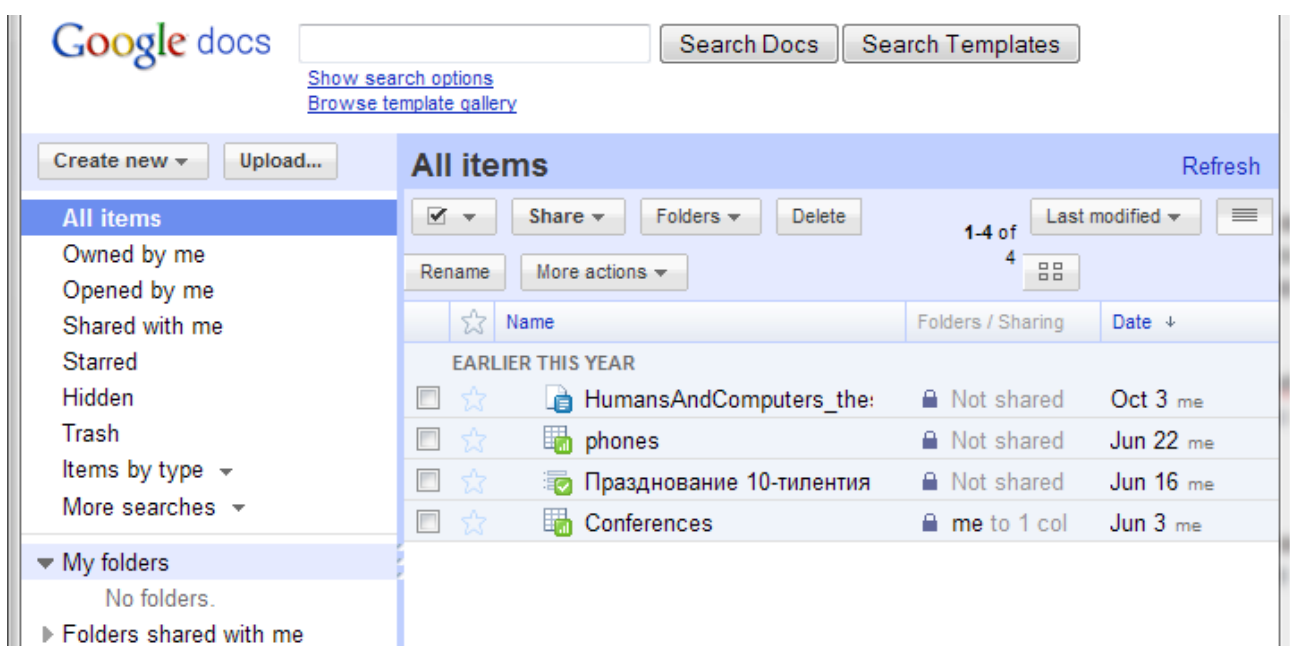 Google docs
Search Docs
Search Templates
Show search options
Browse template gallery
Create new
Upload...
All items
Owned by me
Opened by me
Shared with me
Starred
Hidden
Trash
Items by type
More searches
My folders
No folders.
Folders shared with me
All items
Refresh
Share
Folders
Delete
1-4 of
4
Last modified
Rename
More actions
Name
Folders / Sharing
Date
EARLIER THIS YEAR
HumansAndComputers_thes Not shared Oct 3 me
phones Not shared Jun 22 me
Празднование 10-тилентия Not shared Jun 16 me
Conferences me to 1 col Jun 3 me